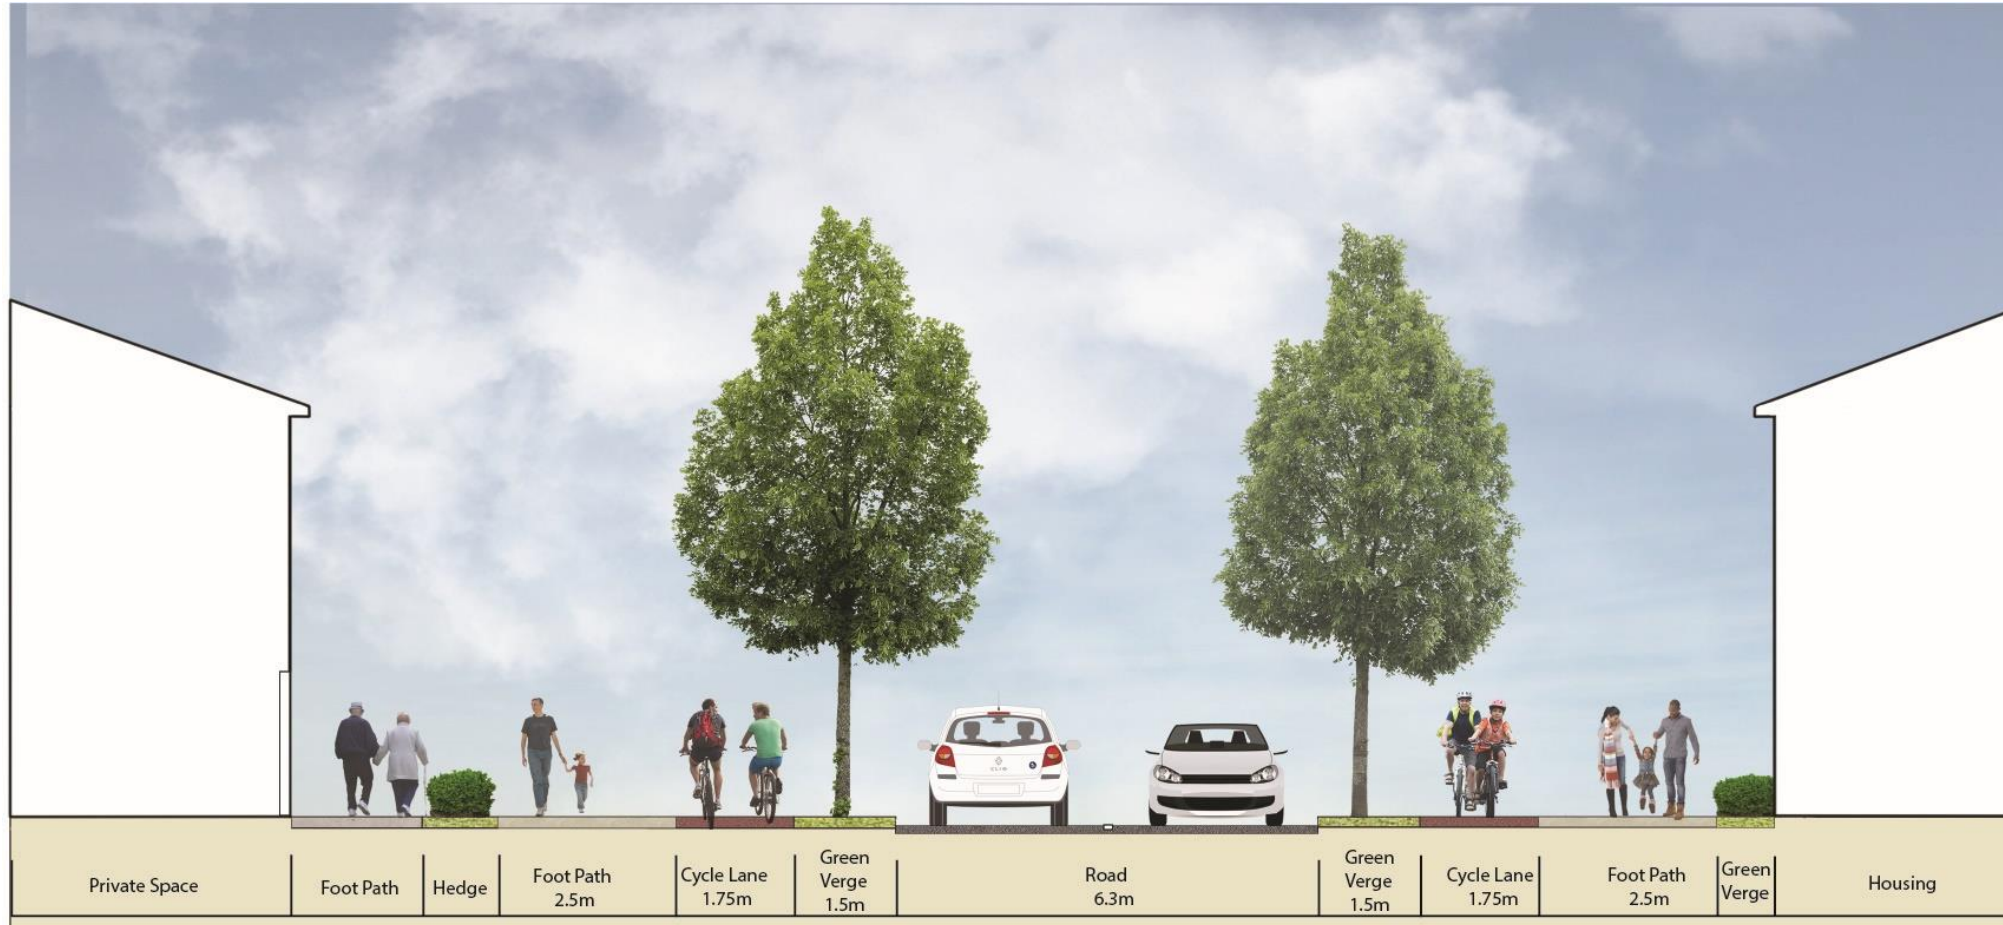 Private Space
Foot Path
Hedge
Foot Path
2.5m
Cycle Lane
1.75m
Green
Verge
1.5m
Road
6.3m
Green
Verge
1.5m
Cycle Lane
1.75m
Foot Path
2.5m
Green
Verge
Housing